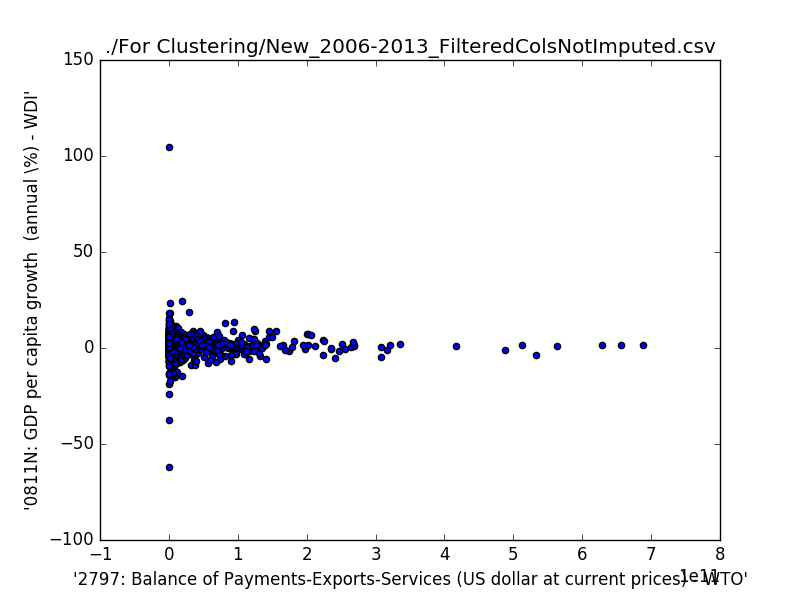 ./For Clustering/New_2006-2013_FilteredColsNotImputed.csv
150
100
50
0
−50
−100
'0811N: GDP per capita growth (annual \%) - WDI'
−1 0 1 2 3 4 5 6 7 8
1e11
'2797: Balance of Payments-Exports-Services (US dollar at current prices) - WTO'